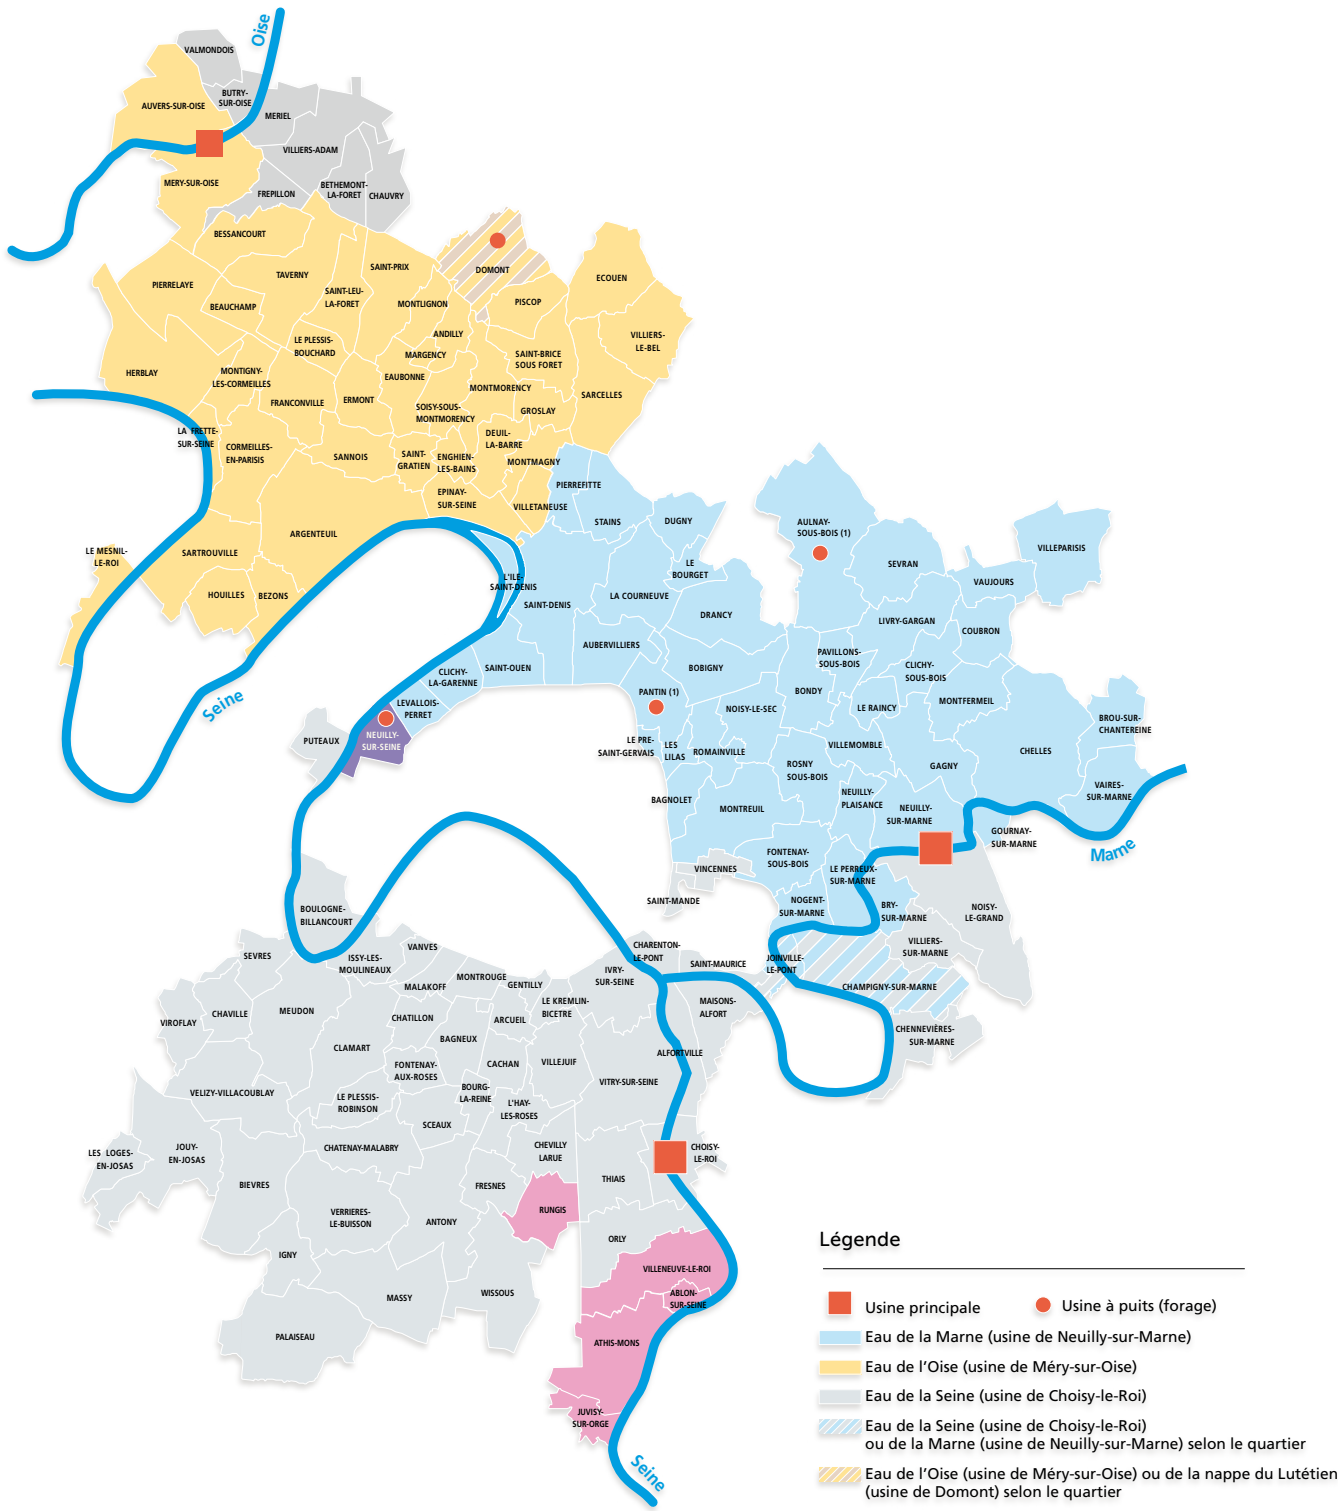 Oise
VALMONDOIS
BUTRY-
SUR-OISE
AUVERS-SUR-OISE
MERIEL
VILLIERS-ADAM
MERY-SUR-OISE
BETHEMONT-
LA-FORET
FREPILLON
CHAUVRY
BESSANCOURT
SAINT-PRIX
DOMONT
TAVERNY
ECOUEN
PIERRELAYE
SAINT-LEU-
LA-FORET
BEAUCHAMP
MONTLIGNON
PISCOP
ANDILLY
VILLIERS-
LE-BEL
LE PLESSIS-
BOUCHARD
MARGENCY
SAINT-BRICE
SOUS FORET
HERBLAY
MONTIGNY-
LES-CORMEILLES
EAUBONNE
MONTMORENCY
SARCELLES
FRANCONVILLE
ERMONT
SOISY-SOUS-
MONTMORENCY
GROSLAY
LA FRETTE-
SUR-SEINE
DEUIL-
LA-BARRE
CORMEILLES-
EN-PARISIS
SANNOIS
SAINT-
GRATIEN
ENGHIEN-
LES-BAINS
MONTMAGNY
PIERREFITTE
EPINAY-
SUR-SEINE
VILLETANEUSE
STAINS
DUGNY
AULNAY-
SOUS-BOIS (1)
ARGENTEUIL
LE MESNIL-
LE-ROI
SARTROUVILLE
VILLEPARISIS
LE
BOURGET
SEVRAN
L'ILE-
SAINT-DENIS
VAUJOURS
HOUILLES
BEZONS
LA COURNEUVE
SAINT-DENIS
DRANCY
LIVRY-GARGAN
COUBRON
AUBERVILLIERS
PAVILLONS-
SOUS-BOIS
SAINT-OUEN
BOBIGNY
CLICHY-
SOUS-BOIS
CLICHY-
LA-GARENNE
PANTIN (1)
BONDY
MONTFERMEIL
LEVALLOIS-
PERRET
NOISY-LE-SEC
LE RAINCY
Seine
BROU-SUR-
CHANTEREINE
PUTEAUX
NEUILLY-
SUR-SEINE
LE PRE-
SAINT-GERVAIS
LES
LILAS
ROMAINVILLE
VILLEMOMBLE
CHELLES
ROSNY
SOUS-BOIS
GAGNY
VAIRES-
SUR-MARNE
BAGNOLET
MONTREUIL
NEUILLY-
PLAISANCE
NEUILLY-
SUR-MARNE
GOURNAY-
SUR-MARNE
Marne
FONTENAY-
SOUS-BOIS
VINCENNES
LE PERREUX-
SUR-MARNE
SAINT-MANDE
NOGENT-
SUR-MARNE
BRY-
SUR-MARNE
NOISY-
LE-GRAND
BOULOGNE-
BILLANCOURT
VILLIERS-
SUR-MARNE
CHARENTON-
LE-PONT
SAINT-MAURICE
JOINVILLE-
LE-PONT
CHAMPIGNY-SUR-MARNE
SEVRES
ISSY-LES-
MOULINEAUX
VANVES
MALAKOFF
MONTROUGE
GENTILLY
IVRY-
SUR-SEINE
LE KREMLIN-
BICETRE
MAISONS-
ALFORT
CHENNEVIÈRES-
SUR-MARNE
VIROFLAY
CHAVILLE
MEUDON
CHATILLON
ARCUEIL
BAGNEUX
CLAMART
ALFORTVILLE
FONTENAY-
AUX-ROSES
CACHAN
VILLEJUIF
VITRY-SUR-SEINE
VELIZY-VILLACOUBLAY
LE PLESSIS-
ROBINSON
BOURG-
LA-REINE
L'HAY-
LES-ROSES
SCEAUX
LES LOGES-
EN-JOSAS
JOUY-
EN-JOSAS
CHATENAY-MALABRY
CHEVILLY
LARUE
CHOISY-
LE-ROI
BIEVRES
FRESNES
THIAIS
VERRIERES-
LE-BUISSON
ANTONY
RUNGIS
ORLY
IGNY
VILLENEUVE-LE-ROI
ABLON-
SUR-SEINE
MASSY
WISSOUS
PALAISEAU
ATHIS-MONS
JUVISY-
SUR-ORGE
Seine
Légende
Usine principale
Usine à puits (forage)
Eau de la Marne (usine de Neuilly-sur-Marne)
Eau de l'Oise (usine de Méry-sur-Oise)
Eau de la Seine (usine de Choisy-le-Roi)
Eau de la Seine (usine de Choisy-le-Roi)
ou de la Marne (usine de Neuilly-sur-Marne) selon le quartier
Eau de l'Oise (usine de Méry-sur-Oise) ou de la nappe du Lutétien
(usine de Domont) selon le quartier